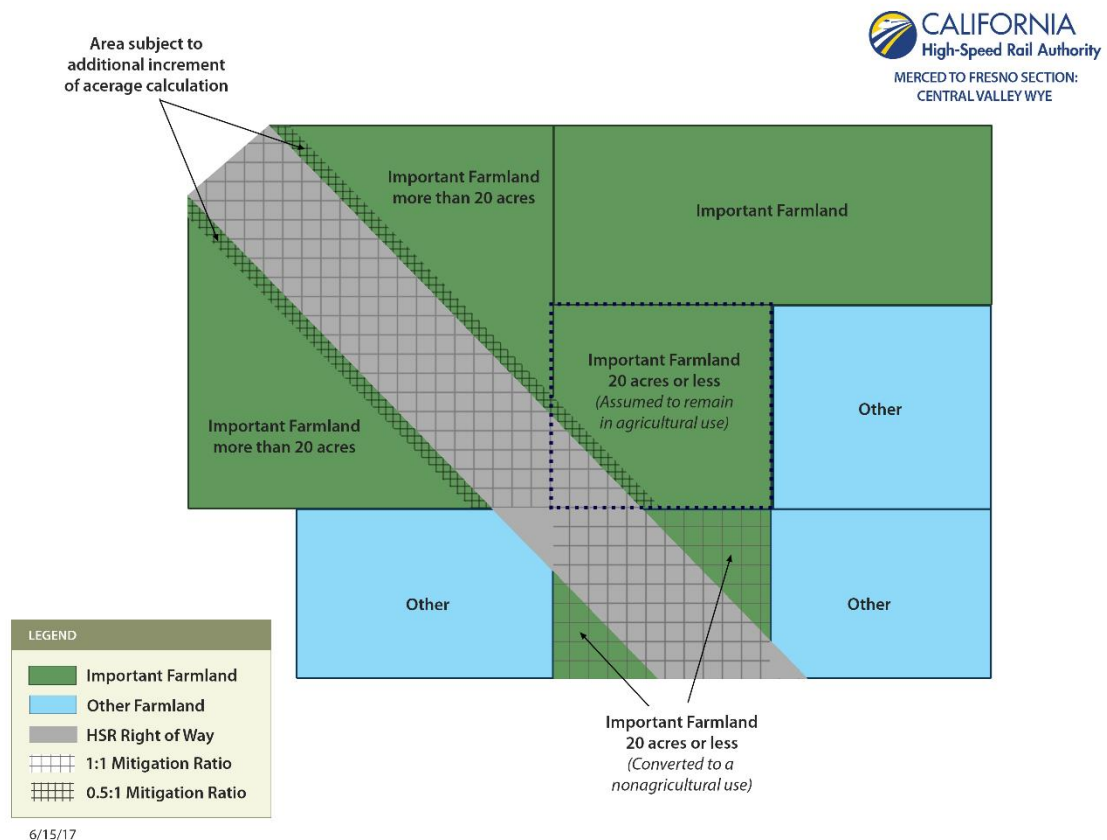 CALIFORNIA
High-Speed Rail Authority
MERCED TO FRESNO SECTION:
CENTRAL VALLEY WYE
Area subject to
additional increment
of acerage calculation
Important Farmland
more than 20 acres
Important Farmland
Important Farmland
20 acres or less
(Assumed to remain
in agricultural use)
Other
Important Farmland
more than 20 acres
Other
Other
Important Farmland
20 acres or less
(Converted to a
nonagricultural use)
LEGEND
Important Farmland
Other Farmland
HSR Right of Way
1:1 Mitigation Ratio
0.5:1 Mitigation Ratio
6/15/17